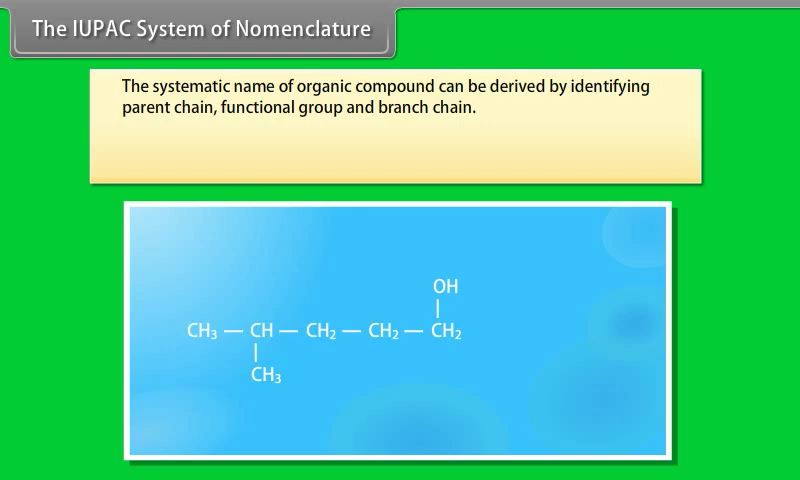 The IUPAC System of Nomenclature
The systematic name of organic compound can be derived by identifying
parent chain, functional group and branch chain.
OH
|
CH₃ — CH — CH₂ — CH₂ — CH₂
|
CH₃